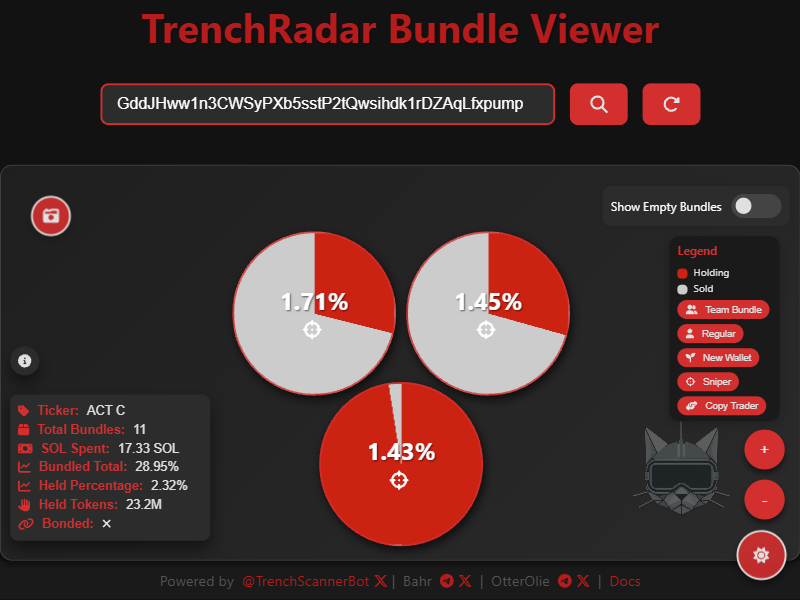 TrenchRadar Bundle Viewer
GddJHww1n3CWSyPXb5sstP2tQwsihdk1rDZAqLfxpump
Show Empty Bundles
Legend
Holding
Sold
Team Bundle
Regular
New Wallet
Sniper
Copy Trader
1.71%
1.45%
1.43%
Ticker: ACT C
Total Bundles: 11
SOL Spent: 17.33 SOL
Bundled Total: 28.95%
Held Percentage: 2.32%
Held Tokens: 23.2M
Bonded: ✕
+
-
Powered by @TrenchScannerBot X | Bahr X | OtterOlie X | Docs